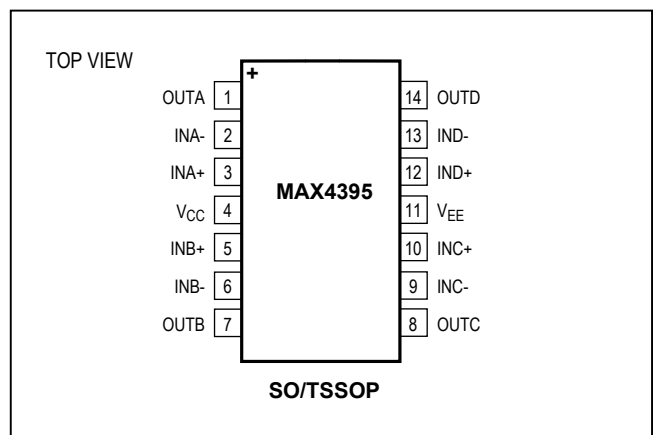 TOP VIEW
+
OUTA 1 14 OUTD
INA- 2 13 IND-
INA+ 3 12 IND+
MAX4395
VCC 4 11 VEE
INB+ 5 10 INC+
INB- 6 9 INC-
OUTB 7 8 OUTC
SO/TSSOP